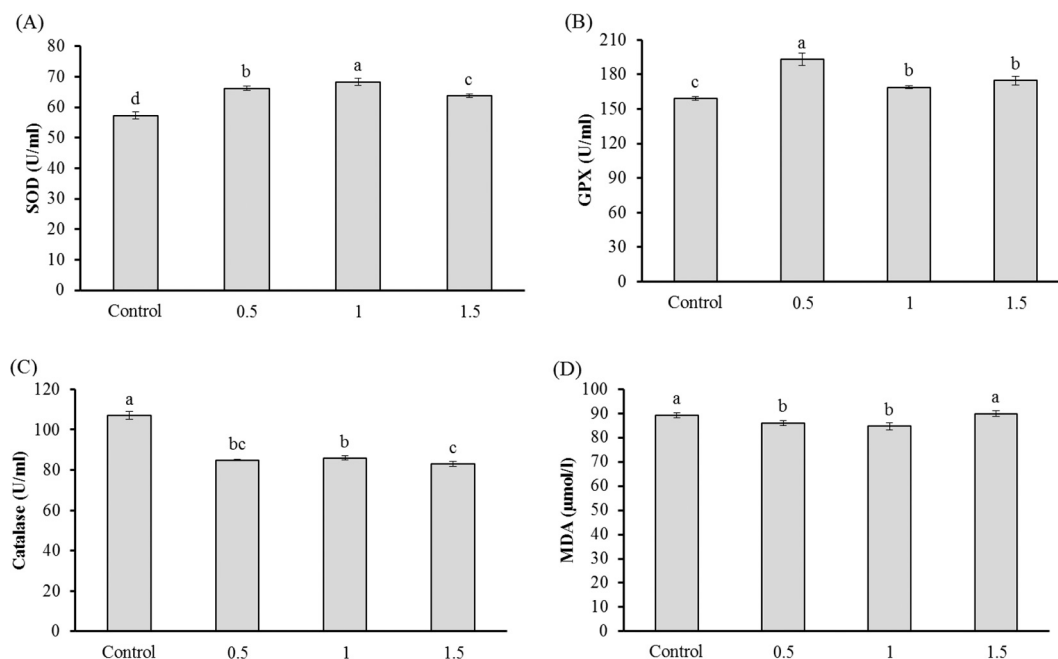 (A)
SOD (U/ml)
80
70
60
50
40
30
20
10
0
d
b
a
c
Control 0.5 1 1.5
(B)
GPX (U/ml)
210
180
150
120
90
60
30
0
c
a
b
b
Control 0.5 1 1.5
(C)
Catalase (U/ml)
120
100
80
60
40
20
0
a
bc
b
c
Control 0.5 1 1.5
(D)
MDA (µmol/l)
100
90
80
70
60
50
40
30
20
10
0
a
b
b
a
Control 0.5 1 1.5